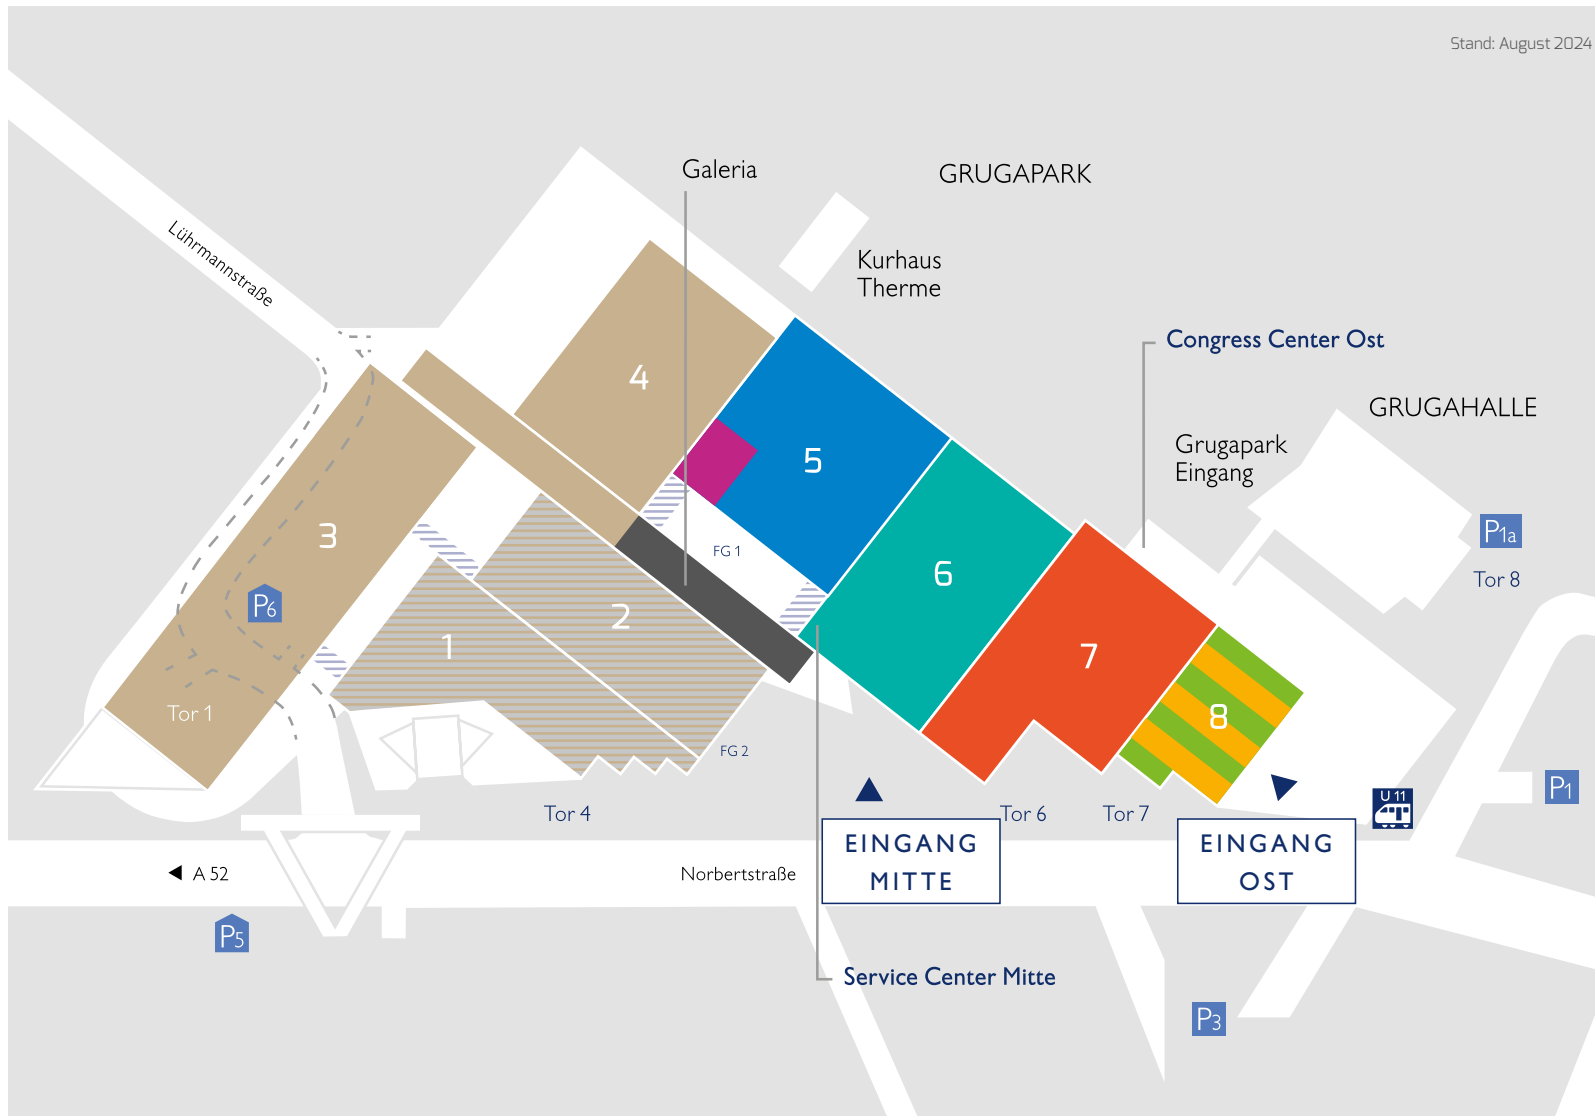 Stand: August 2024
Galeria
GRUGAPARK
Lührmannstraße
Kurhaus
Therme
Congress Center Ost
4
GRUGAHALLE
Grugapark
Eingang
5
3
P1a
FG 1
6
Tor 8
P6
2
1
7
Tor 1
8
FG 2
P1
U 11
Tor 4
Tor 6
Tor 7
EINGANG
MITTE
EINGANG
OST
A 52
Norbertstraße
P5
Service Center Mitte
P3